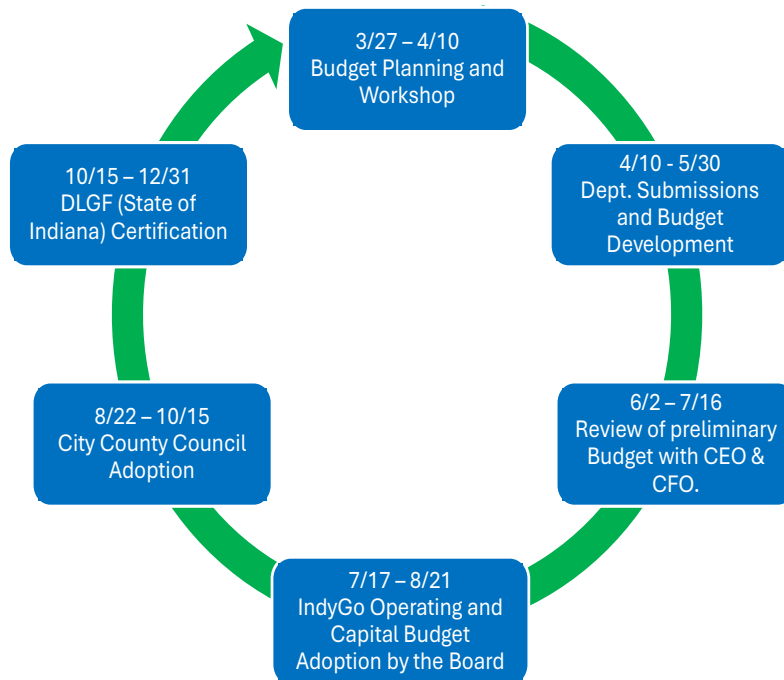 3/27 – 4/10
Budget Planning and
Workshop
4/10 - 5/30
Dept. Submissions
and Budget
Development
6/2 – 7/16
Review of preliminary
Budget with CEO &
CFO.
7/17 – 8/21
IndyGo Operating and
Capital Budget
Adoption by the Board
8/22 – 10/15
City County Council
Adoption
10/15 – 12/31
DLGF (State of
Indiana) Certification